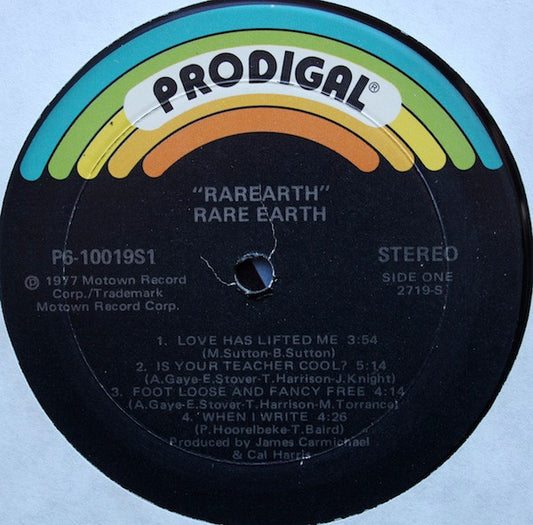 PRODIGAL®
"RAREARTH"
RARE EARTH
P6-10019S1
STEREO
℗ 1977 Motown Record
Corp./Trademark
Motown Record Corp.
SIDE ONE
2719-S
1. LOVE HAS LIFTED ME 3:54
(M.Sutton-B.Sutton)
2. IS YOUR TEACHER COOL? 5:14
(A.Gaye-E.Stover-T.Harrison-J.Knight)
3. FOOT LOOSE AND FANCY FREE 4:14
(A.Gaye-E.Stover-T.Harrison-M.Torrance)
4. WHEN I WRITE 4:26
(P.Hoorelbeke-T.Baird)
Produced by James Carmichael
& Cal Harris